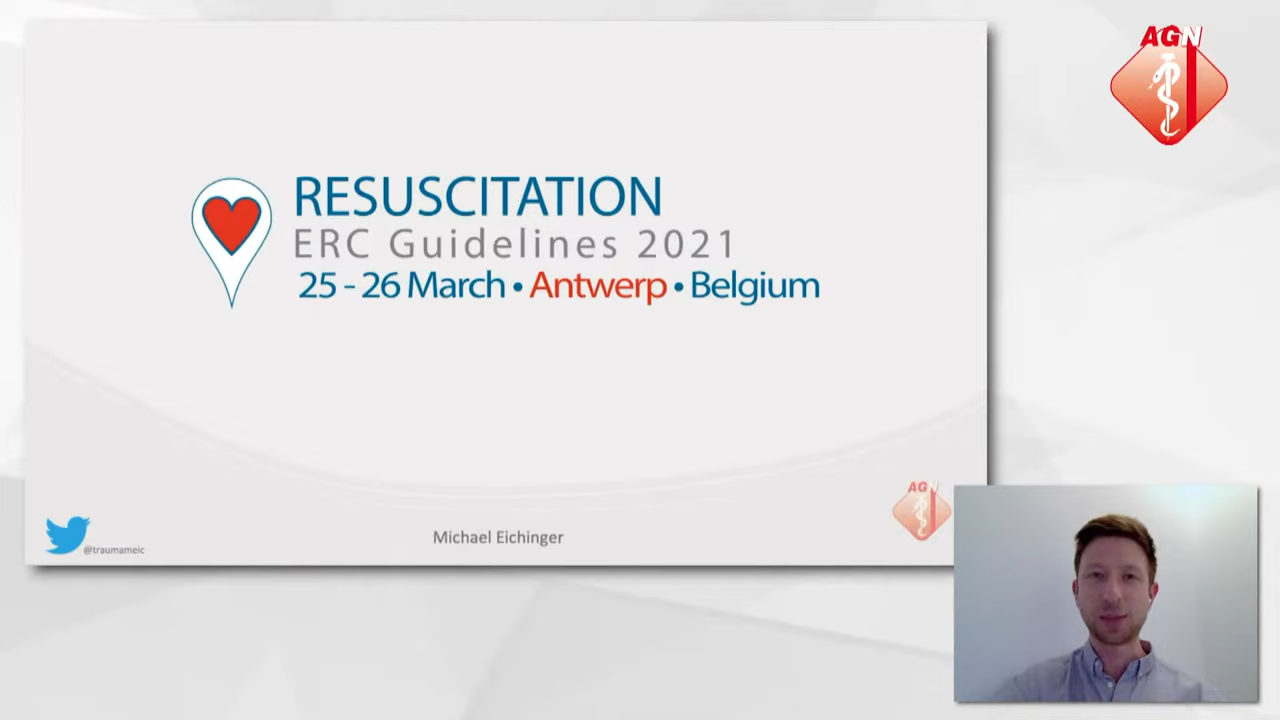 AGN
RESUSCITATION
ERC Guidelines 2021
25 - 26 March • Antwerp • Belgium
AGN
@traumameic
Michael Eichinger